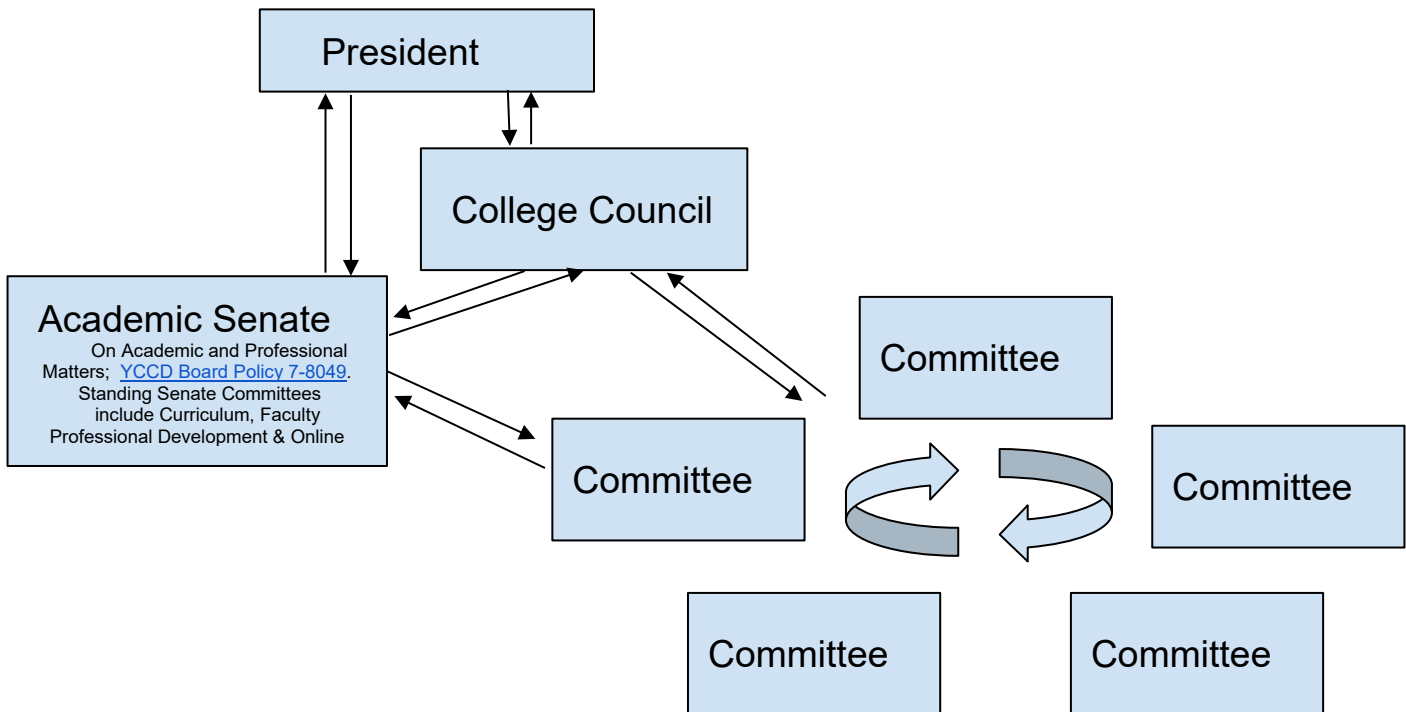 President
College Council
Academic Senate
On Academic and Professional
Matters; YCCD Board Policy 7-8049.
Standing Senate Committees
include Curriculum, Faculty
Professional Development & Online
Committee
Committee
Committee
Committee
Committee